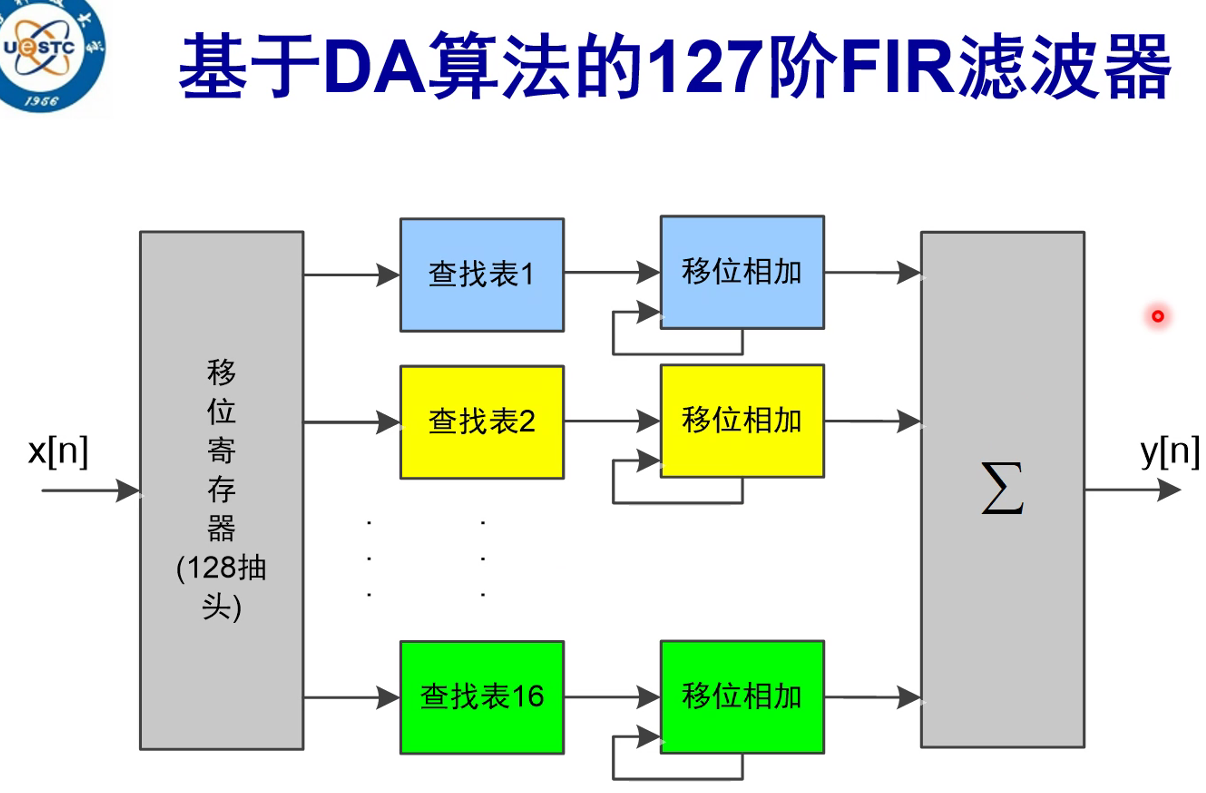 UESTC
1956
基于DA算法的127阶FIR滤波器
x[n]
移
位
寄
存
器
(128抽
头)
查找表1
移位相加
查找表2
移位相加
查找表16
移位相加
∑
y[n]